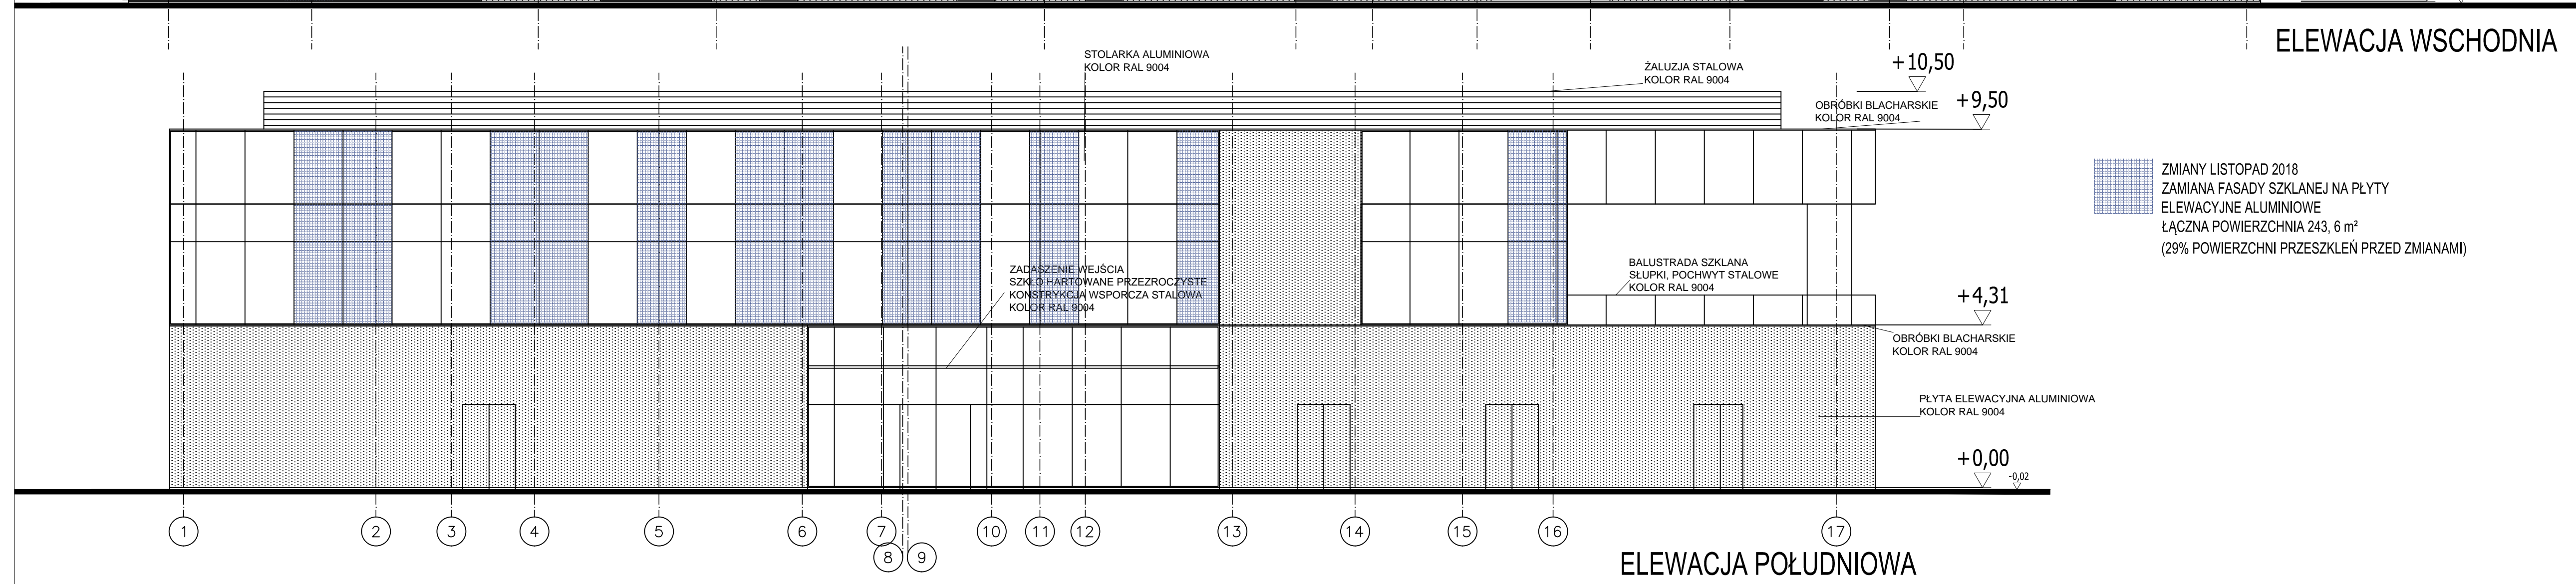 ELEWACJA WSCHODNIA
STOLARKA ALUMINIOWA
KOLOR RAL 9004
ŻALUZJA STALOWA
KOLOR RAL 9004
+10,50
OBRÓBKI BLACHARSKIE
KOLOR RAL 9004
+9,50
ZMIANY LISTOPAD 2018
ZAMIANA FASADY SZKLANEJ NA PŁYTY
ELEWACYJNE ALUMINIOWE
ŁĄCZNA POWIERZCHNIA 243, 6 m²
(29% POWIERZCHNI PRZESZKLEŃ PRZED ZMIANAMI)
ZADASZENIE WEJŚCIA
SZKŁO HARTOWANE PRZEZROCZYSTE
KONSTRYKCJA WSPORCZA STALOWA
KOLOR RAL 9004
BALUSTRADA SZKLANA
SŁUPKI, POCHWYT STALOWE
KOLOR RAL 9004
+4,31
OBRÓBKI BLACHARSKIE
KOLOR RAL 9004
PŁYTA ELEWACYJNA ALUMINIOWA
KOLOR RAL 9004
+0,00
-0,02
1 2 3 4 5 6 7 10 11 12 13 14 15 16 17
8 9
ELEWACJA POŁUDNIOWA